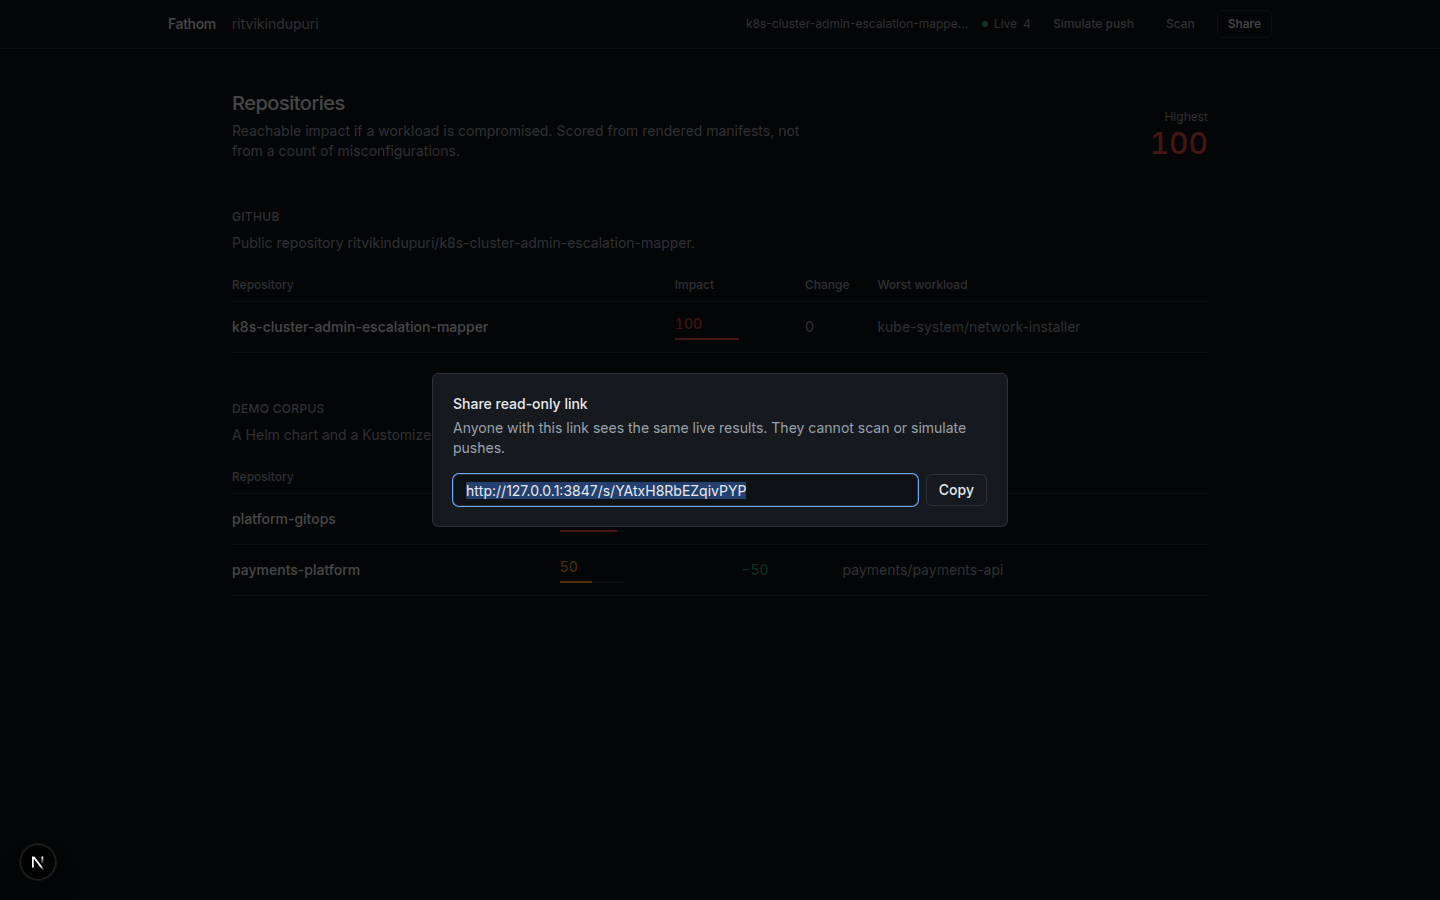 Fathom ritvikindupuri k8s-cluster-admin-escalation-mappe... Live 4 Simulate push Scan Share
Repositories
Reachable impact if a workload is compromised. Scored from rendered manifests, not
from a count of misconfigurations.
Highest
100
GITHUB
Public repository ritvikindupuri/k8s-cluster-admin-escalation-mapper.
Repository Impact Change Worst workload
k8s-cluster-admin-escalation-mapper 100 0 kube-system/network-installer
DEMO CORPUS
A Helm chart and a Kustomize
Repository
platform-gitops
payments-platform 50 −50 payments/payments-api
Share read-only link
Anyone with this link sees the same live results. They cannot scan or simulate
pushes.
http://127.0.0.1:3847/s/YAtxH8RbEZqivPYP Copy
N